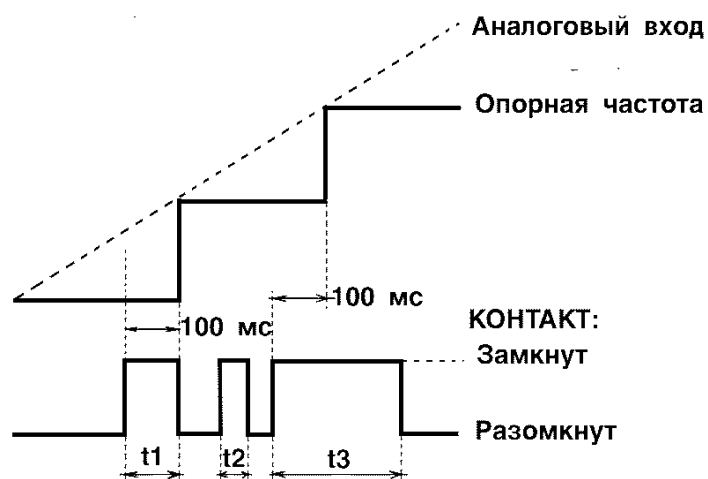 Аналоговый вход
Опорная частота
100 мс
100 мс
КОНТАКТ:
Замкнут
Разомкнут
t1
t2
t3